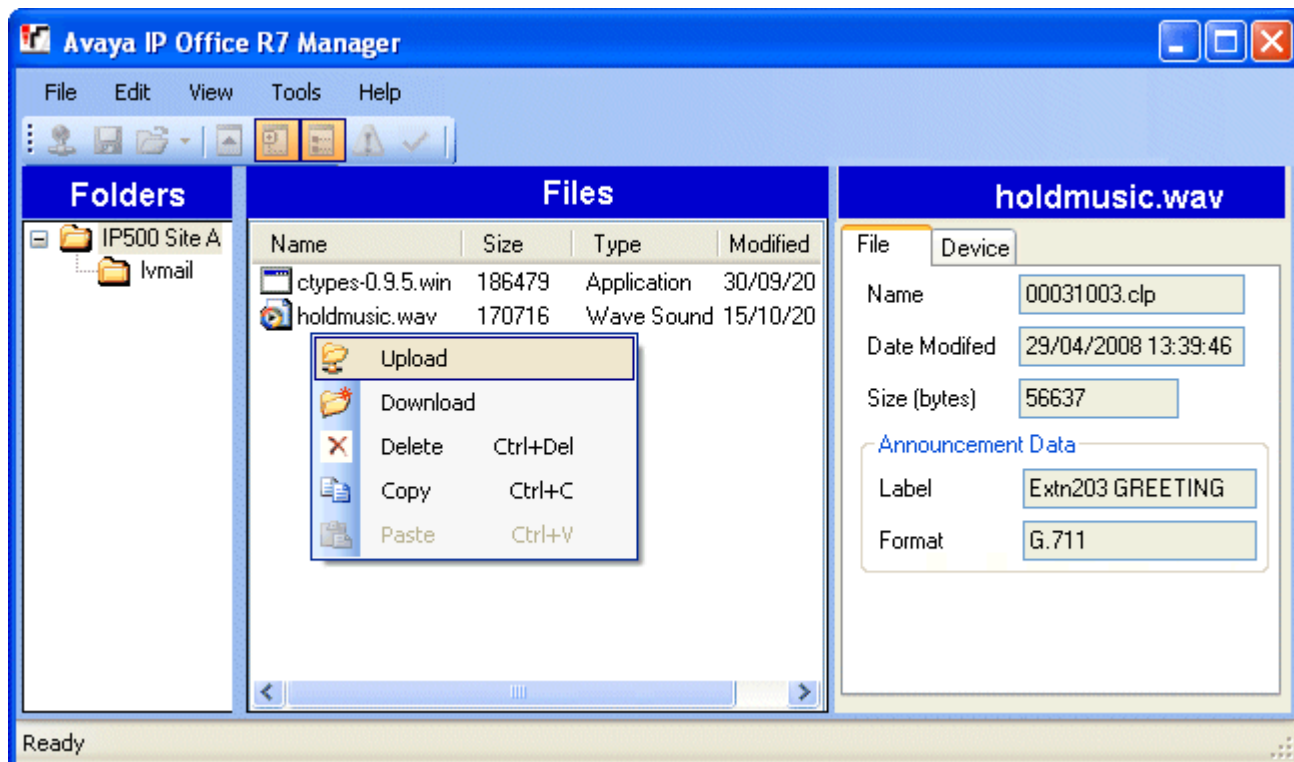 Avaya IP Office R7 Manager
File Edit View Tools Help
Folders
IP500 Site A
lvmail
Files
Name Size Type Modified
ctypes-0.9.5.win 186479 Application 30/09/20
holdmusic.wav 170716 Wave Sound 15/10/20
Upload
Download
Delete Ctrl+Del
Copy Ctrl+C
Paste Ctrl+V
holdmusic.wav
File Device
Name 00031003.clp
Date Modifed 29/04/2008 13:39:46
Size (bytes) 56637
Announcement Data
Label Extn203 GREETING
Format G.711
Ready